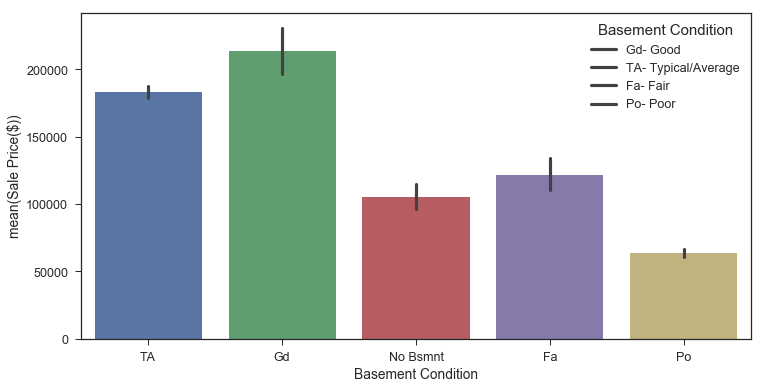 Basement Condition
Gd- Good
TA- Typical/Average
Fa- Fair
Po- Poor
mean(Sale Price($))
200000
150000
100000
50000
0
TA
Gd
No Bsmnt
Fa
Po
Basement Condition